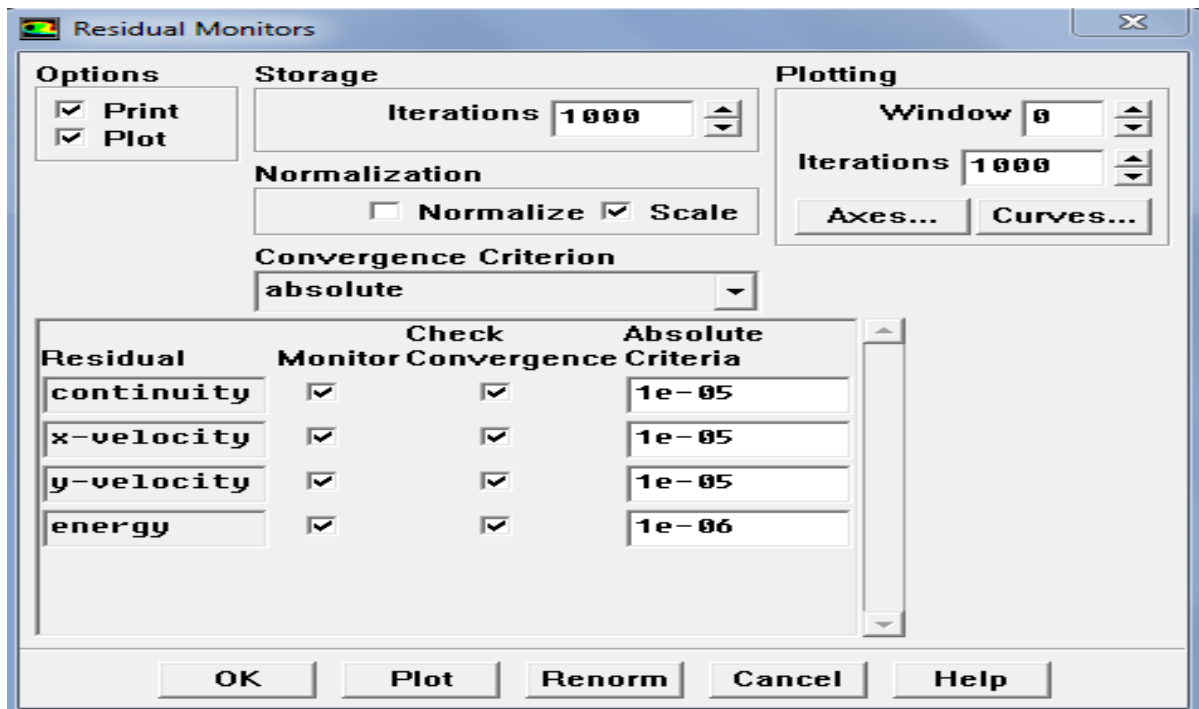 Residual Monitors
Options
Print
Plot
Storage
Iterations 1000
Normalization
Normalize Scale
Convergence Criterion
absolute
Plotting
Window 0
Iterations 1000
Axes... Curves...
Check Absolute
Residual Monitor Convergence Criteria
continuity 1e-05
x-velocity 1e-05
y-velocity 1e-05
energy 1e-06
OK Plot Renorm Cancel Help